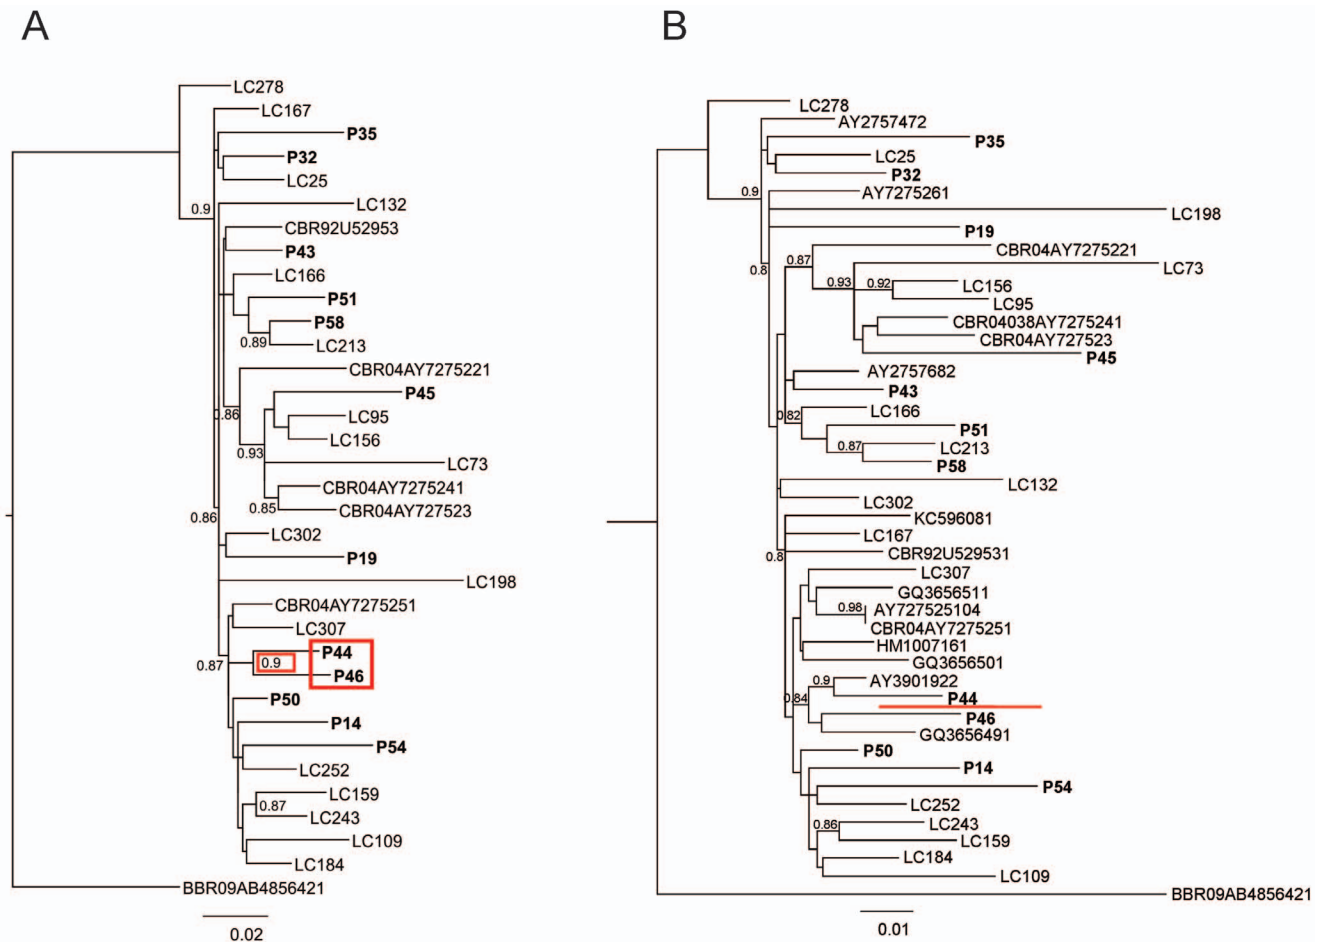 A
LC278
LC167
P35
P32
LC25
0.9
LC132
CBR92U52953
P43
LC166
P51
P58
0.89
LC213
CBR04AY7275221
P45
0.86
LC95
LC156
0.93
LC73
CBR04AY7275241
0.85
CBR04AY727523
0.86
LC302
P19
LC198
CBR04AY7275251
LC307
P44
0.9
0.87
P46
P50
P14
P54
LC252
LC159
0.87
LC243
LC109
LC184
BBR09AB4856421
0.02
B
LC278
AY2757472
P35
LC25
P32
0.9
AY7275261
LC198
P19
CBR04AY7275221
0.87
LC73
0.8
0.93
0.92
LC156
LC95
CBR04038AY7275241
CBR04AY727523
P45
AY2757682
P43
LC166
0.82
P51
0.87
LC213
P58
LC132
LC302
KC596081
LC167
0.8
CBR92U529531
LC307
GQ3656511
0.98
AY727525104
CBR04AY7275251
HM1007161
GQ3656501
0.9
AY3901922
0.84
P44
P46
GQ3656491
P50
P14
P54
LC252
0.86
LC243
LC159
LC184
LC109
BBR09AB4856421
0.01